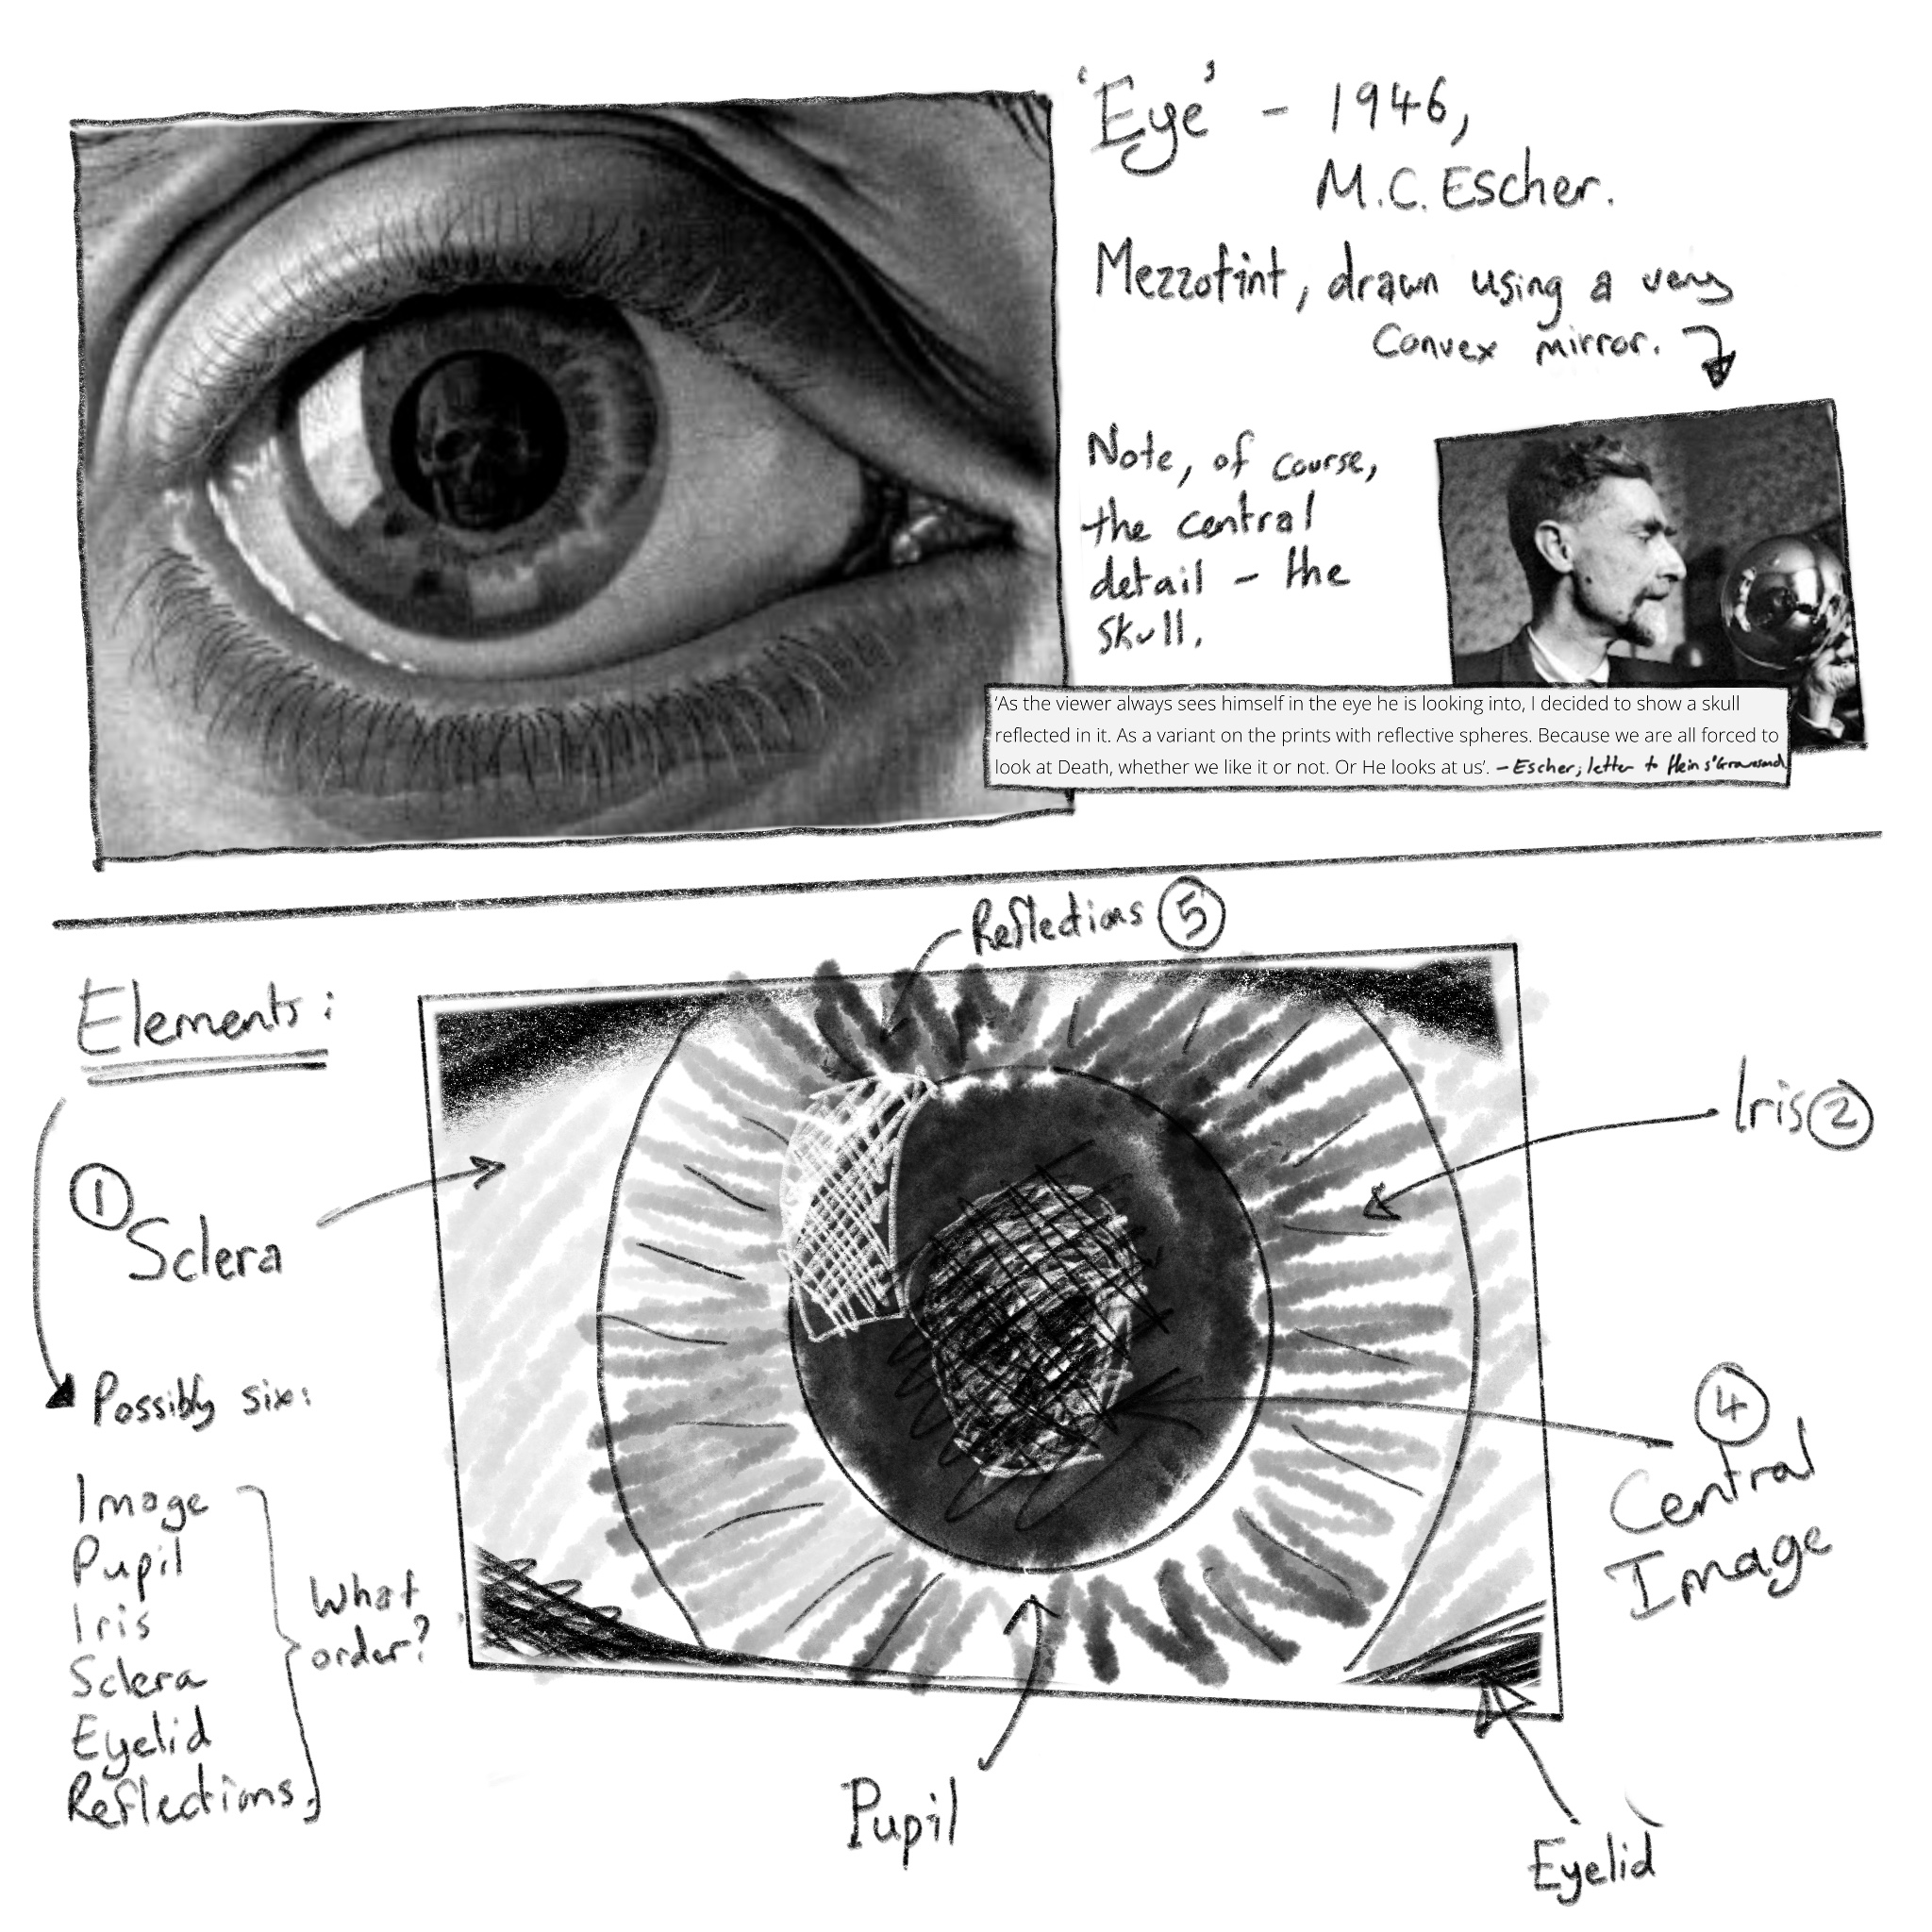 'Eye' - 1946,
M.C. Escher.
Mezzotint, drawn using a very
convex mirror.
Note, of course,
the central
detail - the
skull.
'As the viewer always sees himself in the eye he is looking into, I decided to show a skull
reflected in it. As a variant on the prints with reflective spheres. Because we are all forced to
look at Death, whether we like it or not. Or He looks at us'. - Escher, letter to Hein s'Gravesand
Reflections ⑤
Elements:
Iris ②
①
Sclera
Possibly six:
④
Central
Image
Image
Pupil
Iris
Sclera
Eyelid
Reflections
What
order?
Pupil
Eyelid